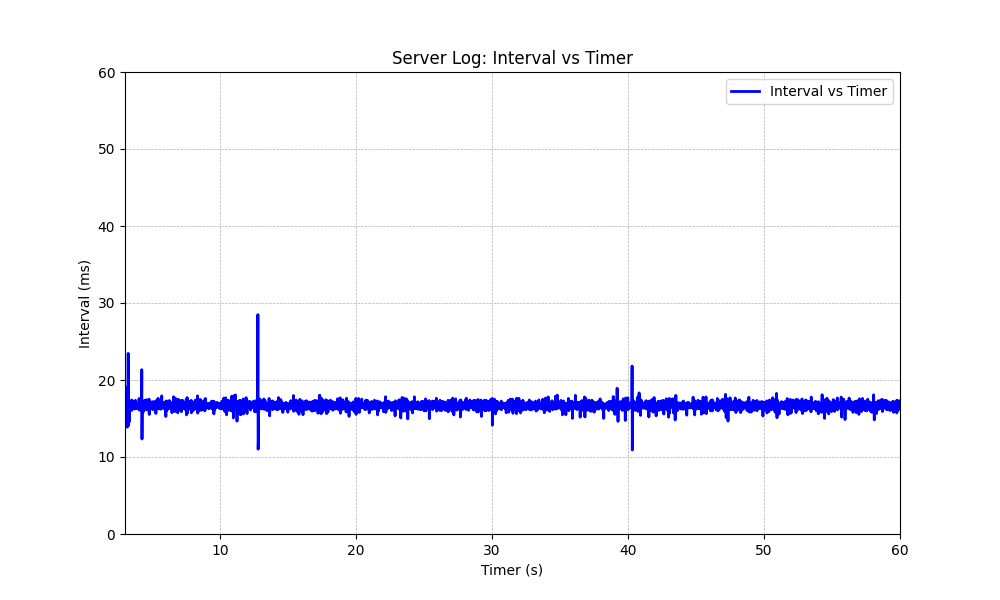 Server Log: Interval vs Timer
Interval vs Timer
60
50
40
30
20
10
0
Interval (ms)
10 20 30 40 50 60
Timer (s)